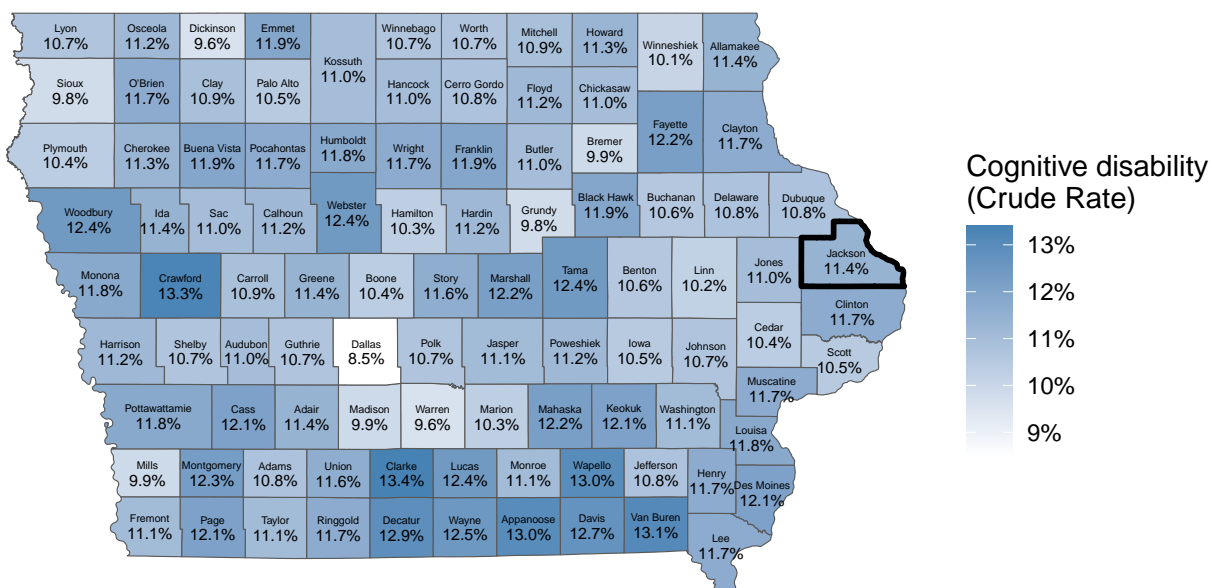 Lyon
10.7%
Osceola
11.2%
Dickinson
9.6%
Emmet
11.9%
Kossuth
11.0%
Winnebago
10.7%
Worth
10.7%
Mitchell
10.9%
Howard
11.3%
Winneshiek
10.1%
Allamakee
11.4%
Sioux
9.8%
O'Brien
11.7%
Clay
10.9%
Palo Alto
10.5%
Hancock
11.0%
Cerro Gordo
10.8%
Floyd
11.2%
Chickasaw
11.0%
Fayette
12.2%
Clayton
11.7%
Plymouth
10.4%
Cherokee
11.3%
Buena Vista
11.9%
Pocahontas
11.7%
Humboldt
11.8%
Wright
11.7%
Franklin
11.9%
Butler
11.0%
Bremer
9.9%
Woodbury
12.4%
Ida
11.4%
Sac
11.0%
Calhoun
11.2%
Webster
12.4%
Hamilton
10.3%
Hardin
11.2%
Grundy
9.8%
Black Hawk
11.9%
Buchanan
10.6%
Delaware
10.8%
Dubuque
10.8%
Monona
11.8%
Crawford
13.3%
Carroll
10.9%
Greene
11.4%
Boone
10.4%
Story
11.6%
Marshall
12.2%
Tama
12.4%
Benton
10.6%
Linn
10.2%
Jones
11.0%
Jackson
11.4%
Clinton
11.7%
Harrison
11.2%
Shelby
10.7%
Audubon
11.0%
Guthrie
10.7%
Dallas
8.5%
Polk
10.7%
Jasper
11.1%
Poweshiek
11.2%
Iowa
10.5%
Johnson
10.7%
Cedar
10.4%
Scott
10.5%
Muscatine
11.7%
Pottawattamie
11.8%
Cass
12.1%
Adair
11.4%
Madison
9.9%
Warren
9.6%
Marion
10.3%
Mahaska
12.2%
Keokuk
12.1%
Washington
11.1%
Louisa
11.8%
Mills
9.9%
Montgomery
12.3%
Adams
10.8%
Union
11.6%
Clarke
13.4%
Lucas
12.4%
Monroe
11.1%
Wapello
13.0%
Jefferson
10.8%
Henry
11.7%
Des Moines
12.1%
Fremont
11.1%
Page
12.1%
Taylor
11.1%
Ringgold
11.7%
Decatur
12.9%
Wayne
12.5%
Appanoose
13.0%
Davis
12.7%
Van Buren
13.1%
Lee
11.7%
Cognitive disability
(Crude Rate)
13%
12%
11%
10%
9%